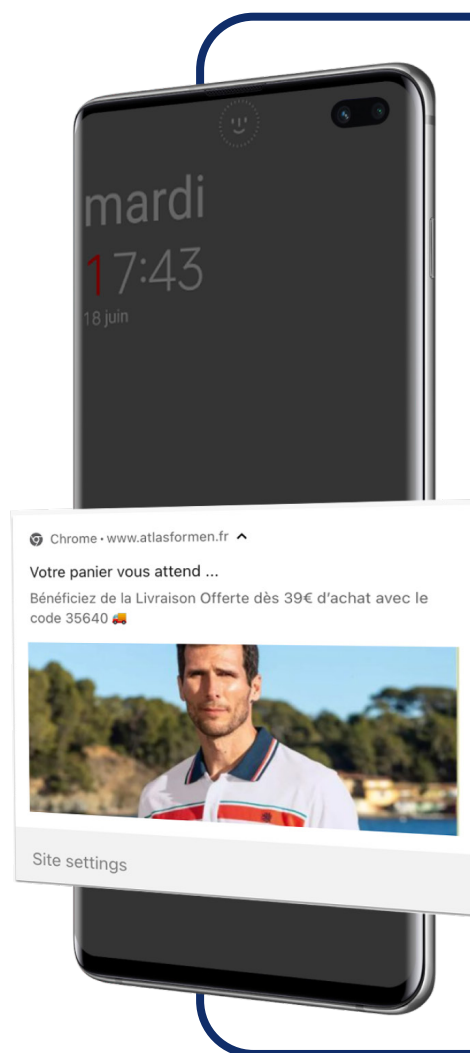 mardi
17:43
18 juin
Chrome • www.atlasformen.fr
Votre panier vous attend ...
Bénéficiez de la Livraison Offerte dès 39€ d’achat avec le
code 35640 🚚
Site settings